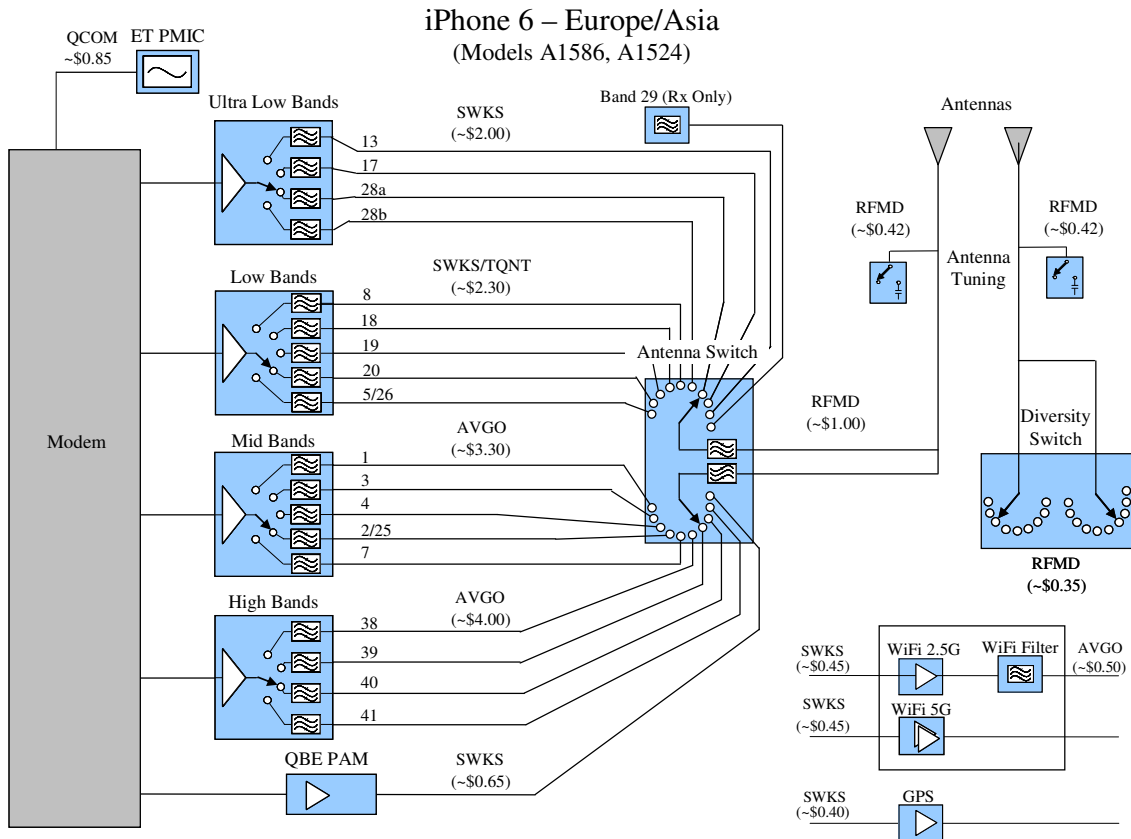 iPhone 6 – Europe/Asia
(Models A1586, A1524)
QCOM
~$0.85
ET PMIC
Modem
Ultra Low Bands
SWKS
(~$2.00)
13
17
28a
28b
Band 29 (Rx Only)
Low Bands
SWKS/TQNT
(~$2.30)
8
18
19
20
5/26
Mid Bands
AVGO
(~$3.30)
1
3
4
2/25
7
High Bands
AVGO
(~$4.00)
38
39
40
41
QBE PAM
SWKS
(~$0.65)
Antenna Switch
RFMD
(~$1.00)
Antennas
RFMD
(~$0.42)
RFMD
(~$0.42)
Antenna
Tuning
Diversity
Switch
RFMD
(~$0.35)
SWKS
(~$0.45)
WiFi 2.5G
WiFi Filter
AVGO
(~$0.50)
SWKS
(~$0.45)
WiFi 5G
SWKS
(~$0.40)
GPS